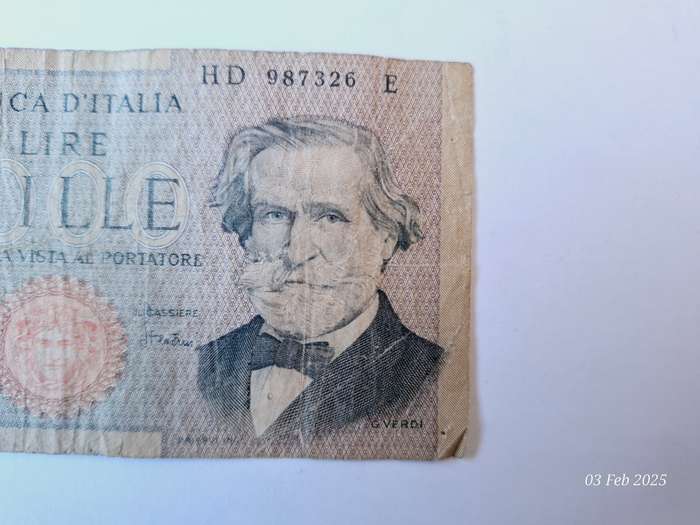 HD 987326 E
CA D'ITALIA
LIRE
ILLE
A VISTA AL PORTATORE
IL CASSIERE
G. VERDI
03 Feb 2025